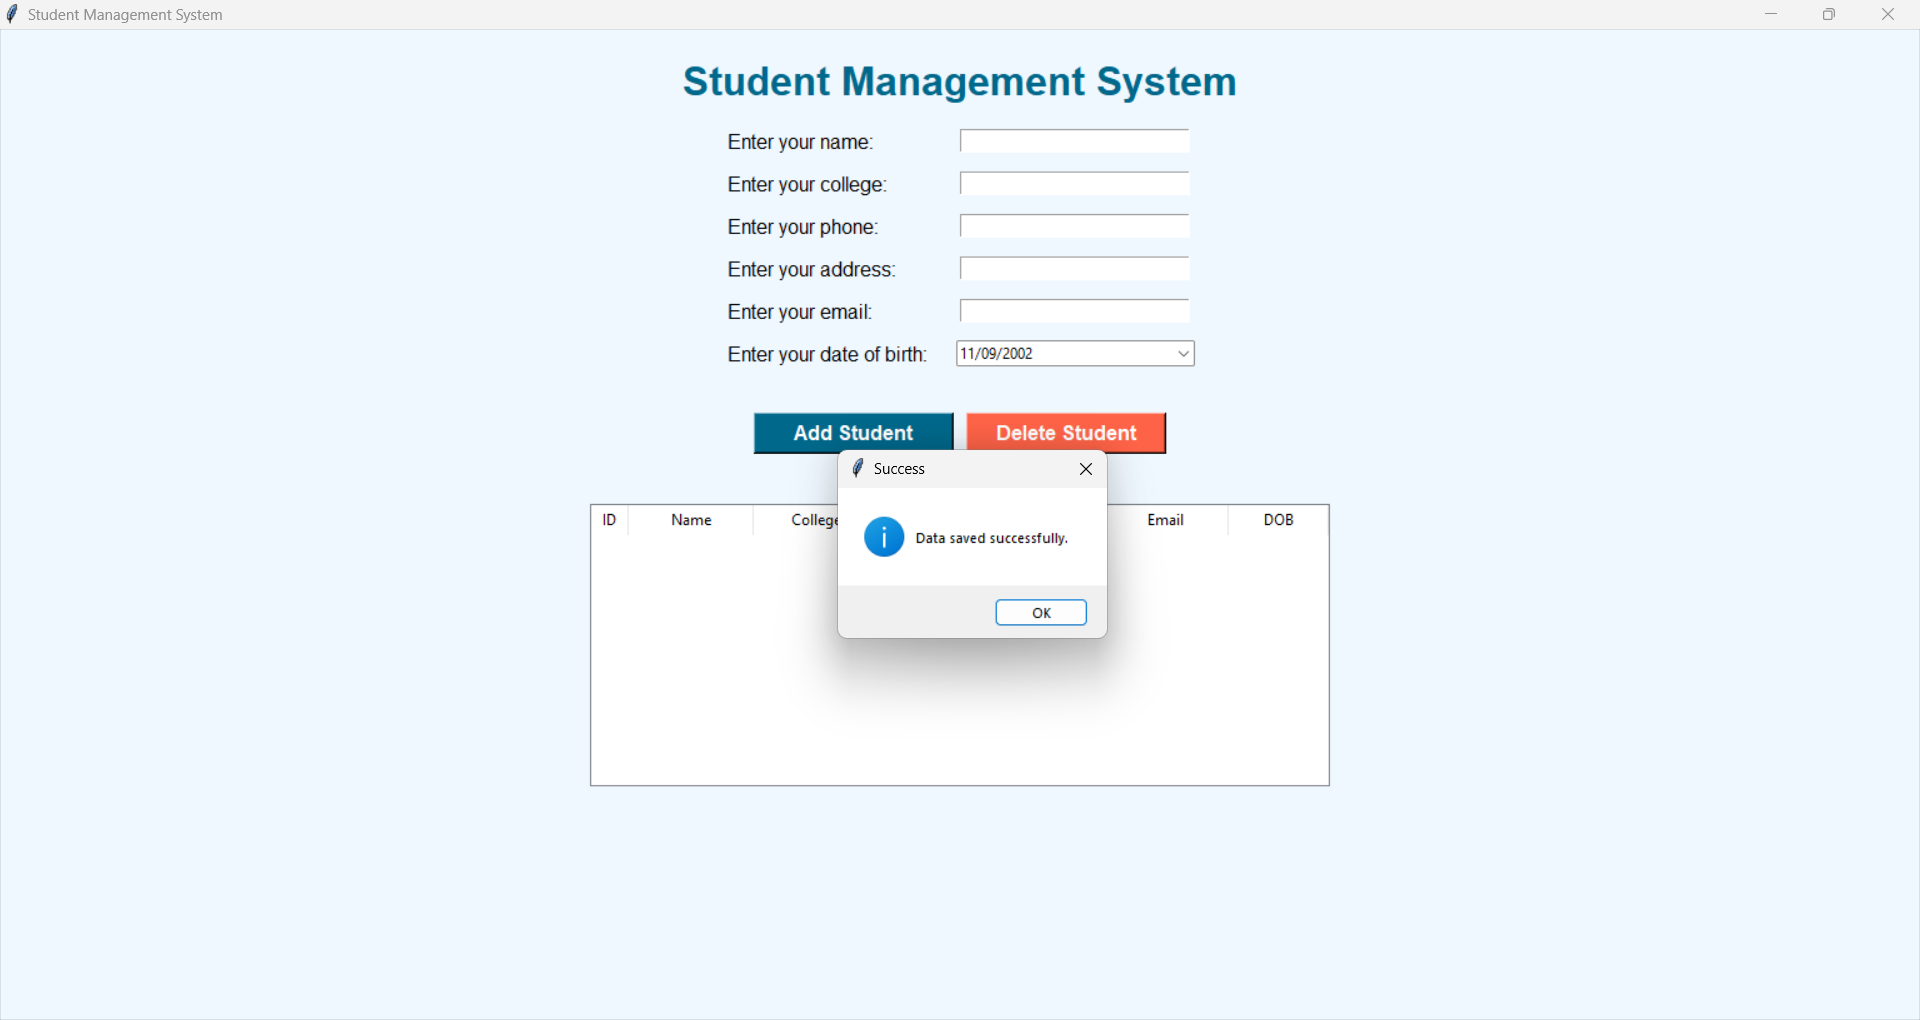 Student Management System
Student Management System
Enter your name:
Enter your college:
Enter your phone:
Enter your address:
Enter your email:
Enter your date of birth: 11/09/2002
Add Student Delete Student
Success
ID Name College Email DOB
Data saved successfully.
OK